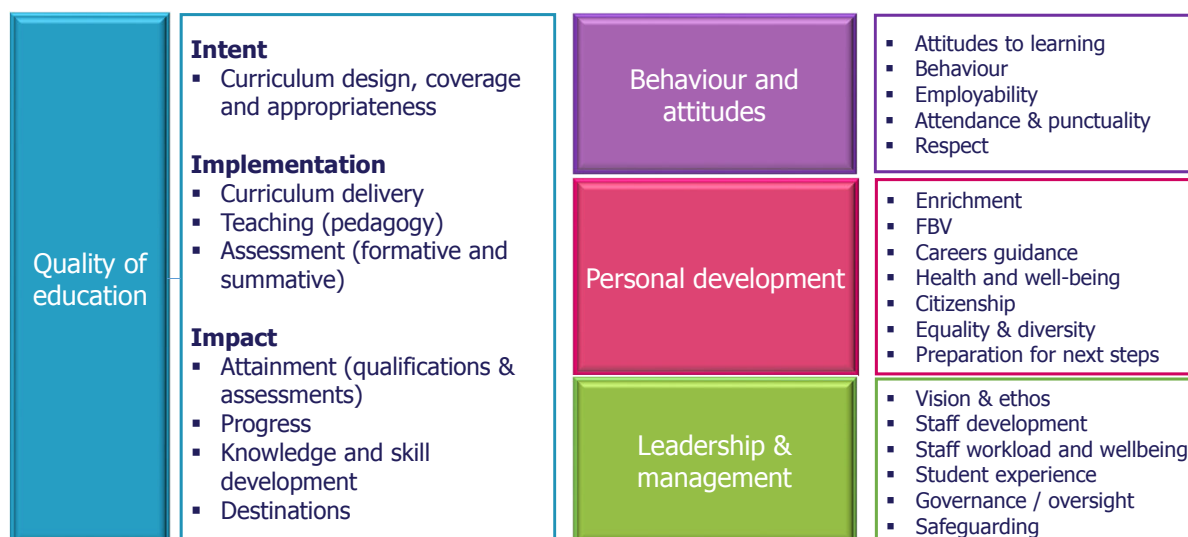 Quality of
education
Intent
▪ Curriculum design, coverage
and appropriateness
Implementation
▪ Curriculum delivery
▪ Teaching (pedagogy)
▪ Assessment (formative and
summative)
Impact
▪ Attainment (qualifications &
assessments)
▪ Progress
▪ Knowledge and skill
development
▪ Destinations
Behaviour and
attitudes
▪ Attitudes to learning
▪ Behaviour
▪ Employability
▪ Attendance & punctuality
▪ Respect
Personal development
▪ Enrichment
▪ FBV
▪ Careers guidance
▪ Health and well-being
▪ Citizenship
▪ Equality & diversity
▪ Preparation for next steps
Leadership &
management
▪ Vision & ethos
▪ Staff development
▪ Staff workload and wellbeing
▪ Student experience
▪ Governance / oversight
▪ Safeguarding